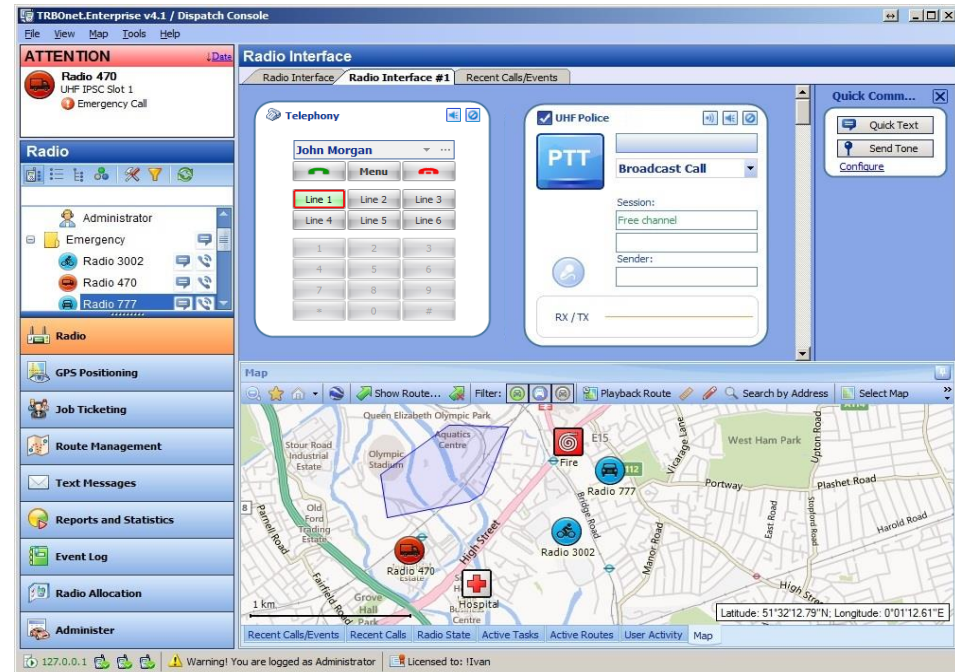 TRBOnet.Enterprise v4.1 / Dispatch Console
File View Map Tools Help
ATTENTION ↓Date
Radio 470
UHF IPSC Slot 1
Emergency Call
Radio
Administrator
Emergency
Radio 3002
Radio 470
Radio 777
Radio
GPS Positioning
Job Ticketing
Route Management
Text Messages
Reports and Statistics
Event Log
Radio Allocation
Administer
Radio Interface
Radio Interface Radio Interface #1 Recent Calls/Events
Telephony
John Morgan
Menu
Line 1 Line 2 Line 3
Line 4 Line 5 Line 6
1 2 3
4 5 6
7 8 9
* 0 #
UHF Police
PTT
Broadcast Call
Session:
Free channel
Sender:
RX / TX
Quick Comm...
Quick Text
Send Tone
Configure
Map
Show Route... Filter: Playback Route Search by Address Select Map
Queen Elizabeth Olympic Park
Aquatics
Centre
Stour Road
Industrial
Estate
Olympic
Stadium
E3
E15
Fire
112
Radio 777
Vicarage Lane
West Ham Park
Upton Road
Portway
Plashet Road
8
Parnell Road
Old
Ford
Trading
Estate
High Street
Bridge Road
Radio 3002
Manor Road
East Road
Stopford Road
Harold Road
Radio 470
Estate
Fairfield Road
Grove
Hall
Park
Hospital
Centre
High Street
1 km
Latitude: 51°32'12.79"N; Longitude: 0°01'12.61"E
Recent Calls/Events Recent Calls Radio State Active Tasks Active Routes User Activity Map
127.0.0.1 Warning! You are logged as Administrator Licensed to: !Ivan